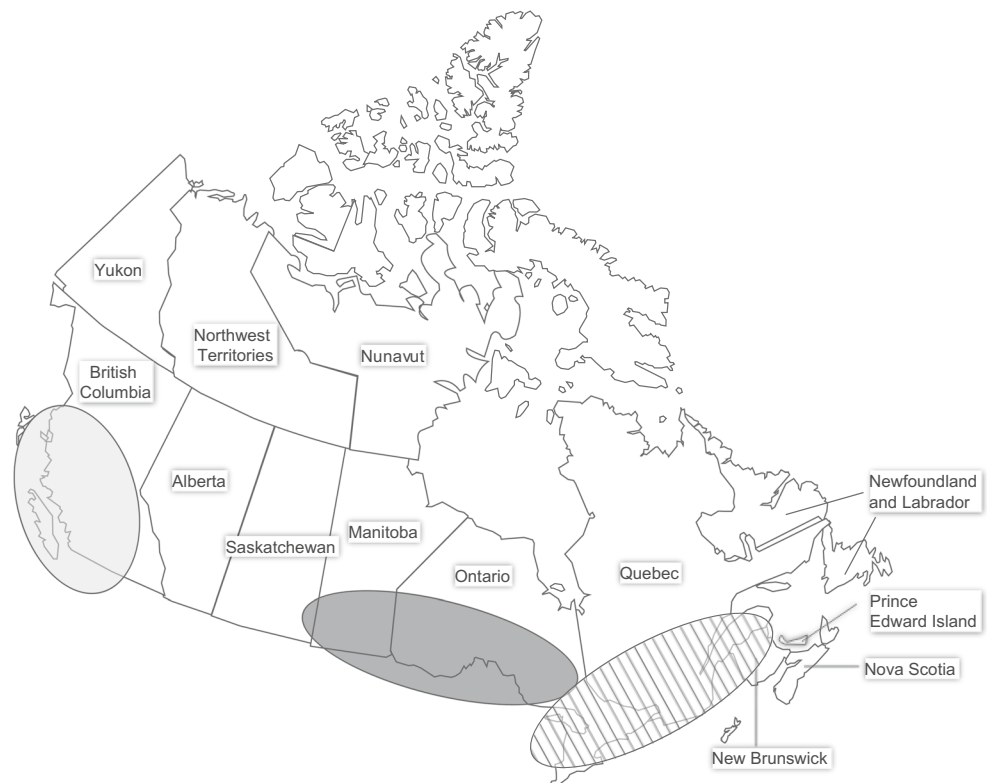 Yukon
Northwest
Territories
Nunavut
British
Columbia
Alberta
Saskatchewan
Manitoba
Ontario
Quebec
Newfoundland
and Labrador
Prince
Edward Island
Nova Scotia
New Brunswick